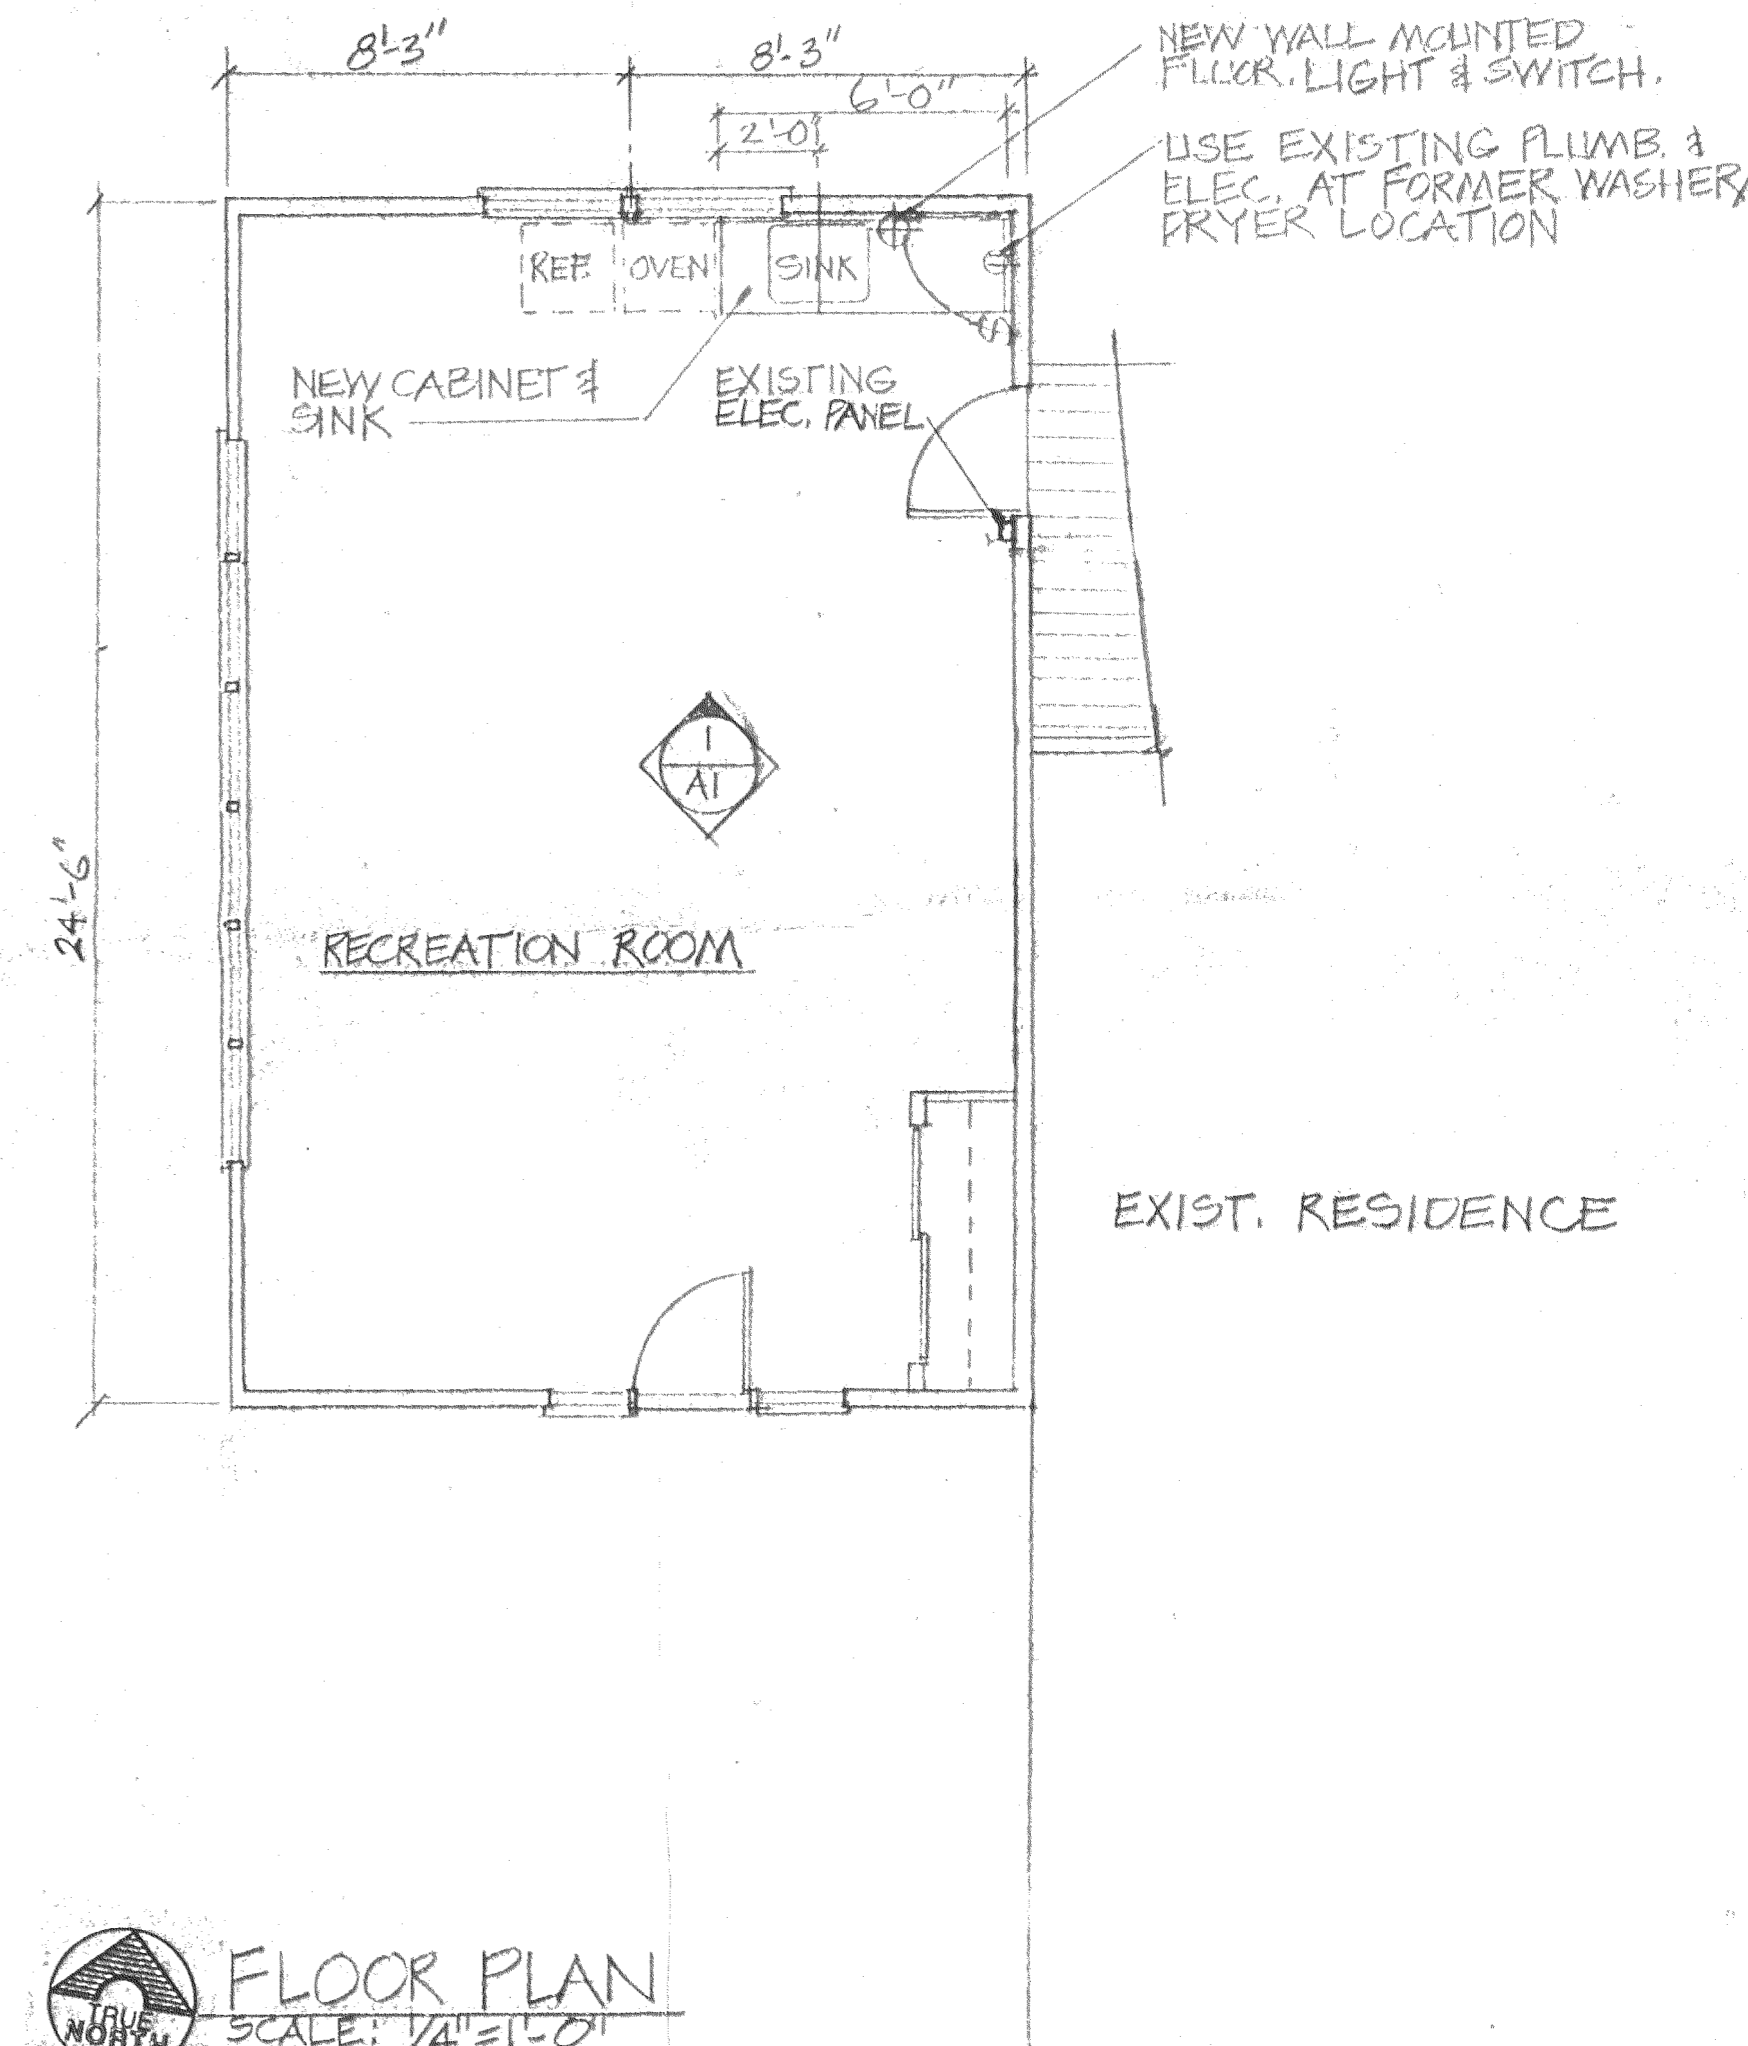 8'-3"
8'-3"
6'-0"
2'-0"
NEW WALL MOUNTED
FLUOR. LIGHT & SWITCH.
USE EXISTING PLUMB. &
ELEC. AT FORMER WASHER/
DRYER LOCATION
REF.
OVEN
SINK
NEW CABINET &
SINK
EXISTING
ELEC. PANEL
1
A1
24'-6"
RECREATION ROOM
EXIST. RESIDENCE
TRUE
NORTH
FLOOR PLAN
SCALE: 1/4"=1'-0"